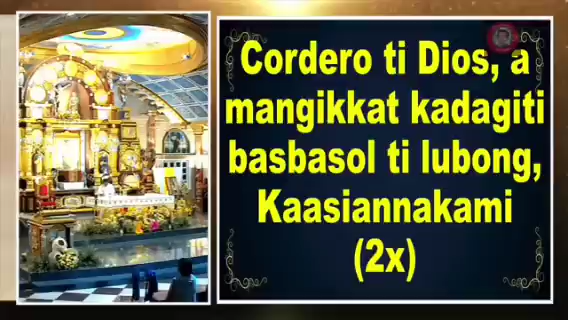 Cordero ti Dios, a
mangikkat kadagiti
basbasol ti lubong,
Kaasiannakami
(2x)